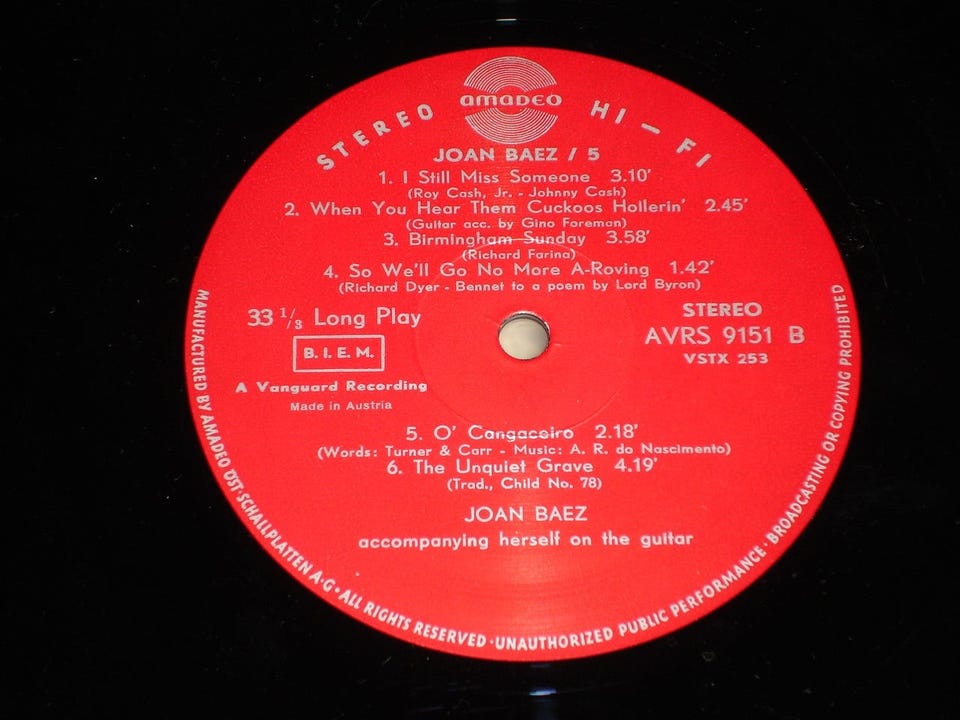 AMADEO
STEREO HI-FI
JOAN BAEZ / 5
1. I Still Miss Someone 3.10'
(Roy Cash, Jr. - Johnny Cash)
2. When You Hear Them Cuckoos Hollerin' 2.45'
(Guitar acc. by Gino Foreman)
3. Birmingham Sunday 3.58'
(Richard Farina)
4. So We'll Go No More A-Roving 1.42'
(Richard Dyer - Bennet to a poem by Lord Byron)
33 1/3 Long Play
B. I. E. M.
A Vanguard Recording
Made in Austria
STEREO
AVRS 9151 B
VSTX 253
5. O' Cangaceiro 2.18'
(Words: Turner & Carr - Music: A. R. do Nascimento)
6. The Unquiet Grave 4.19'
(Trad., Child No. 78)
JOAN BAEZ
accompanying herself on the guitar
MANUFACTURED BY AMADEO ÖST. SCHALLPLATTEN A.G. • ALL RIGHTS RESERVED • UNAUTHORIZED PUBLIC PERFORMANCE • BROADCASTING OR COPYING PROHIBITED